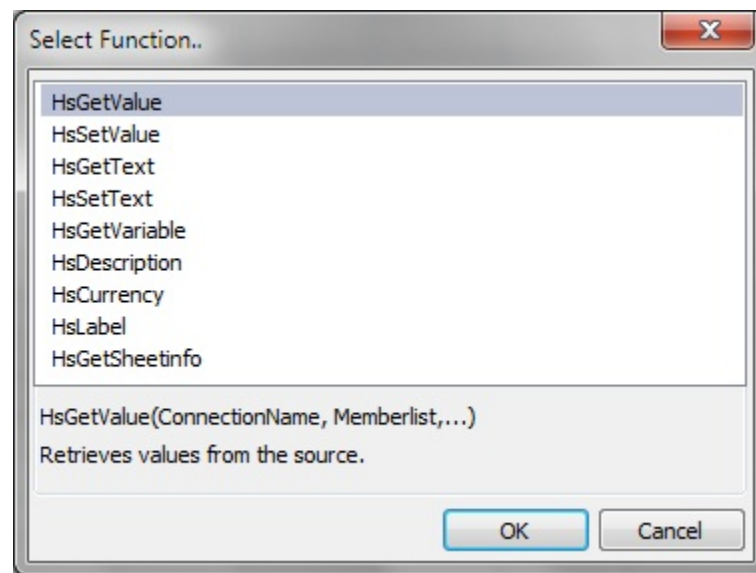 Select Function..
HsGetValue
HsSetValue
HsGetText
HsSetText
HsGetVariable
HsDescription
HsCurrency
HsLabel
HsGetSheetinfo
HsGetValue(ConnectionName, Memberlist,...)
Retrieves values from the source.
OK Cancel